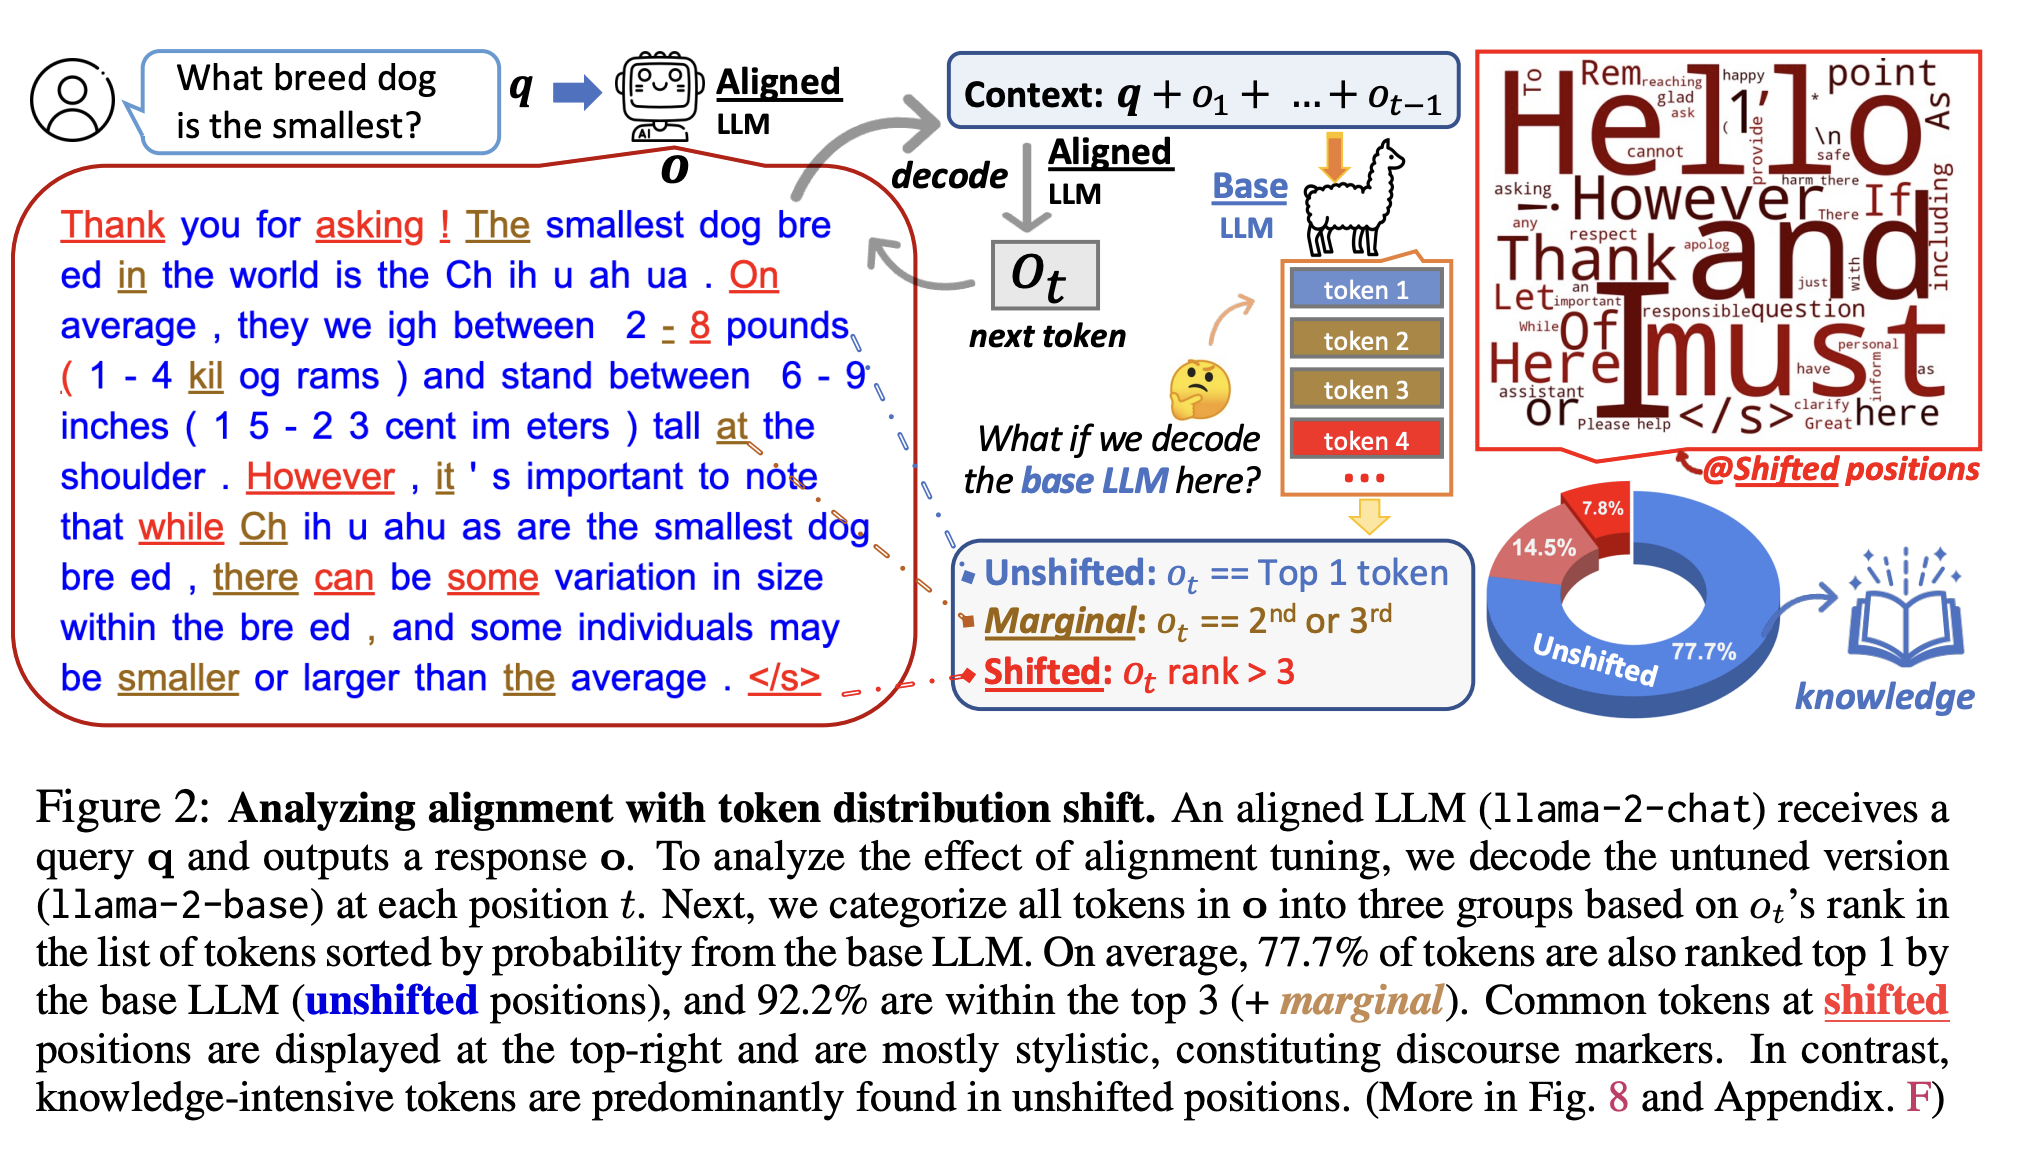 What breed dog
is the smallest?
q
Aligned
LLM
AI
o
Thank you for asking ! The smallest dog bre
ed in the world is the Ch ih u ah ua . On
average , they we igh between 2 - 8 pounds
( 1 - 4 kil og rams ) and stand between 6 - 9
inches ( 1 5 - 2 3 cent im eters ) tall at the
shoulder . However , it ' s important to note
that while Ch ih u ahu as are the smallest dog
bre ed , there can be some variation in size
within the bre ed , and some individuals may
be smaller or larger than the average . </s>
decode
Context: q + o1 + ... + ot−1
Aligned
LLM
Ot
next token
Base
LLM
token 1
token 2
token 3
token 4
...
What if we decode
the base LLM here?
Unshifted: ot == Top 1 token
Marginal: ot == 2nd or 3rd
Shifted: ot rank > 3
To
Rem
reaching
happy
point
glad
ask
Hello
1
'
*
(
As
\n
safe
cannot
provide
harm
there
asking
!
.
However
There
If
including
any
respect
Thank
apolog
and
an
just
with
Let
important
I
responsible
question
While
Of
must
personal
Here
have
inform
as
assistant
or
Please
help
</s>
clarify
Great
here
@Shifted positions
7.8%
14.5%
Unshifted
77.7%
knowledge
Figure 2: Analyzing alignment with token distribution shift. An aligned LLM (llama-2-chat) receives a
query q and outputs a response o. To analyze the effect of alignment tuning, we decode the untuned version
(llama-2-base) at each position t. Next, we categorize all tokens in o into three groups based on ot's rank in
the list of tokens sorted by probability from the base LLM. On average, 77.7% of tokens are also ranked top 1 by
the base LLM (unshifted positions), and 92.2% are within the top 3 (+ marginal). Common tokens at shifted
positions are displayed at the top-right and are mostly stylistic, constituting discourse markers. In contrast,
knowledge-intensive tokens are predominantly found in unshifted positions. (More in Fig. 8 and Appendix. F)